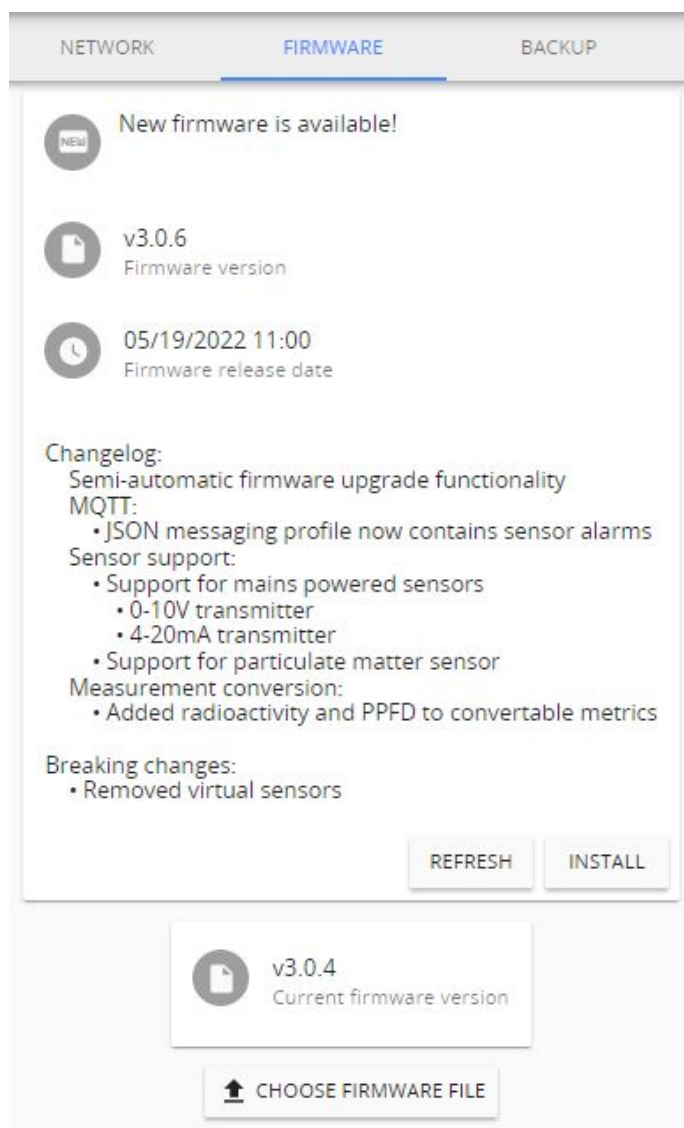 NETWORK FIRMWARE BACKUP
NEW
New firmware is available!
v3.0.6
Firmware version
05/19/2022 11:00
Firmware release date
Changelog:
Semi-automatic firmware upgrade functionality
MQTT:
• JSON messaging profile now contains sensor alarms
Sensor support:
• Support for mains powered sensors
• 0-10V transmitter
• 4-20mA transmitter
• Support for particulate matter sensor
Measurement conversion:
• Added radioactivity and PPFD to convertable metrics
Breaking changes:
• Removed virtual sensors
REFRESH INSTALL
v3.0.4
Current firmware version
CHOOSE FIRMWARE FILE